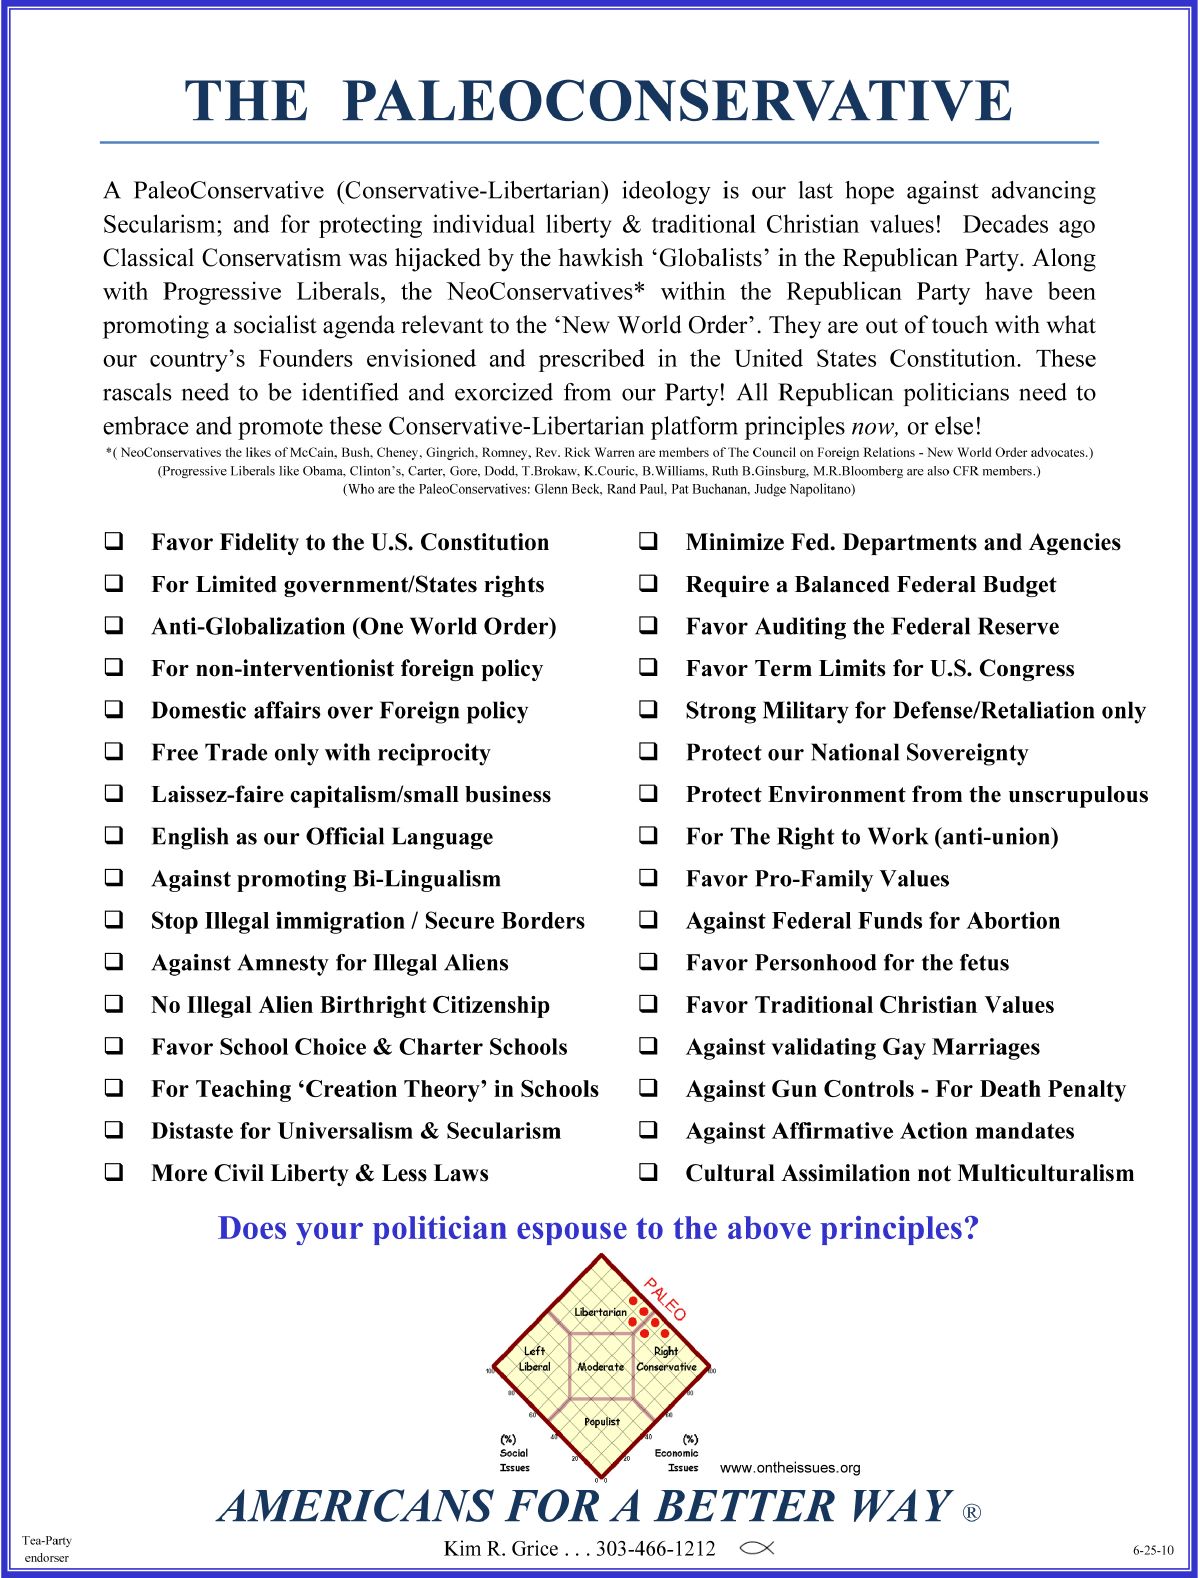 THE PALEOCONSERVATIVE
A PaleoConservative (Conservative-Libertarian) ideology is our last hope against advancing
Secularism; and for protecting individual liberty & traditional Christian values! Decades ago
Classical Conservatism was hijacked by the hawkish ‘Globalists’ in the Republican Party. Along
with Progressive Liberals, the NeoConservatives* within the Republican Party have been
promoting a socialist agenda relevant to the ‘New World Order’. They are out of touch with what
our country’s Founders envisioned and prescribed in the United States Constitution. These
rascals need to be identified and exorcized from our Party! All Republican politicians need to
embrace and promote these Conservative-Libertarian platform principles now, or else!
*( NeoConservatives the likes of McCain, Bush, Cheney, Gingrich, Romney, Rev. Rick Warren are members of The Council on Foreign Relations - New World Order advocates.)
(Progressive Liberals like Obama, Clinton’s, Carter, Gore, Dodd, T.Brokaw, K.Couric, B.Williams, Ruth B.Ginsburg, M.R.Bloomberg are also CFR members.)
(Who are the PaleoConservatives: Glenn Beck, Rand Paul, Pat Buchanan, Judge Napolitano)
Favor Fidelity to the U.S. Constitution
For Limited government/States rights
Anti-Globalization (One World Order)
For non-interventionist foreign policy
Domestic affairs over Foreign policy
Free Trade only with reciprocity
Laissez-faire capitalism/small business
English as our Official Language
Against promoting Bi-Lingualism
Stop Illegal immigration / Secure Borders
Against Amnesty for Illegal Aliens
No Illegal Alien Birthright Citizenship
Favor School Choice & Charter Schools
For Teaching ‘Creation Theory’ in Schools
Distaste for Universalism & Secularism
More Civil Liberty & Less Laws
Minimize Fed. Departments and Agencies
Require a Balanced Federal Budget
Favor Auditing the Federal Reserve
Favor Term Limits for U.S. Congress
Strong Military for Defense/Retaliation only
Protect our National Sovereignty
Protect Environment from the unscrupulous
For The Right to Work (anti-union)
Favor Pro-Family Values
Against Federal Funds for Abortion
Favor Personhood for the fetus
Favor Traditional Christian Values
Against validating Gay Marriages
Against Gun Controls - For Death Penalty
Against Affirmative Action mandates
Cultural Assimilation not Multiculturalism
Does your politician espouse to the above principles?
PALEO
Libertarian
Left
Liberal
Moderate
Right
Conservative
Populist
100
80
60
40
20
0
0
20
40
60
80
100
(%)
Social
Issues
(%)
Economic
Issues
www.ontheissues.org
AMERICANS FOR A BETTER WAY ®
Tea-Party
endorser
Kim R. Grice . . . 303-466-1212
6-25-10